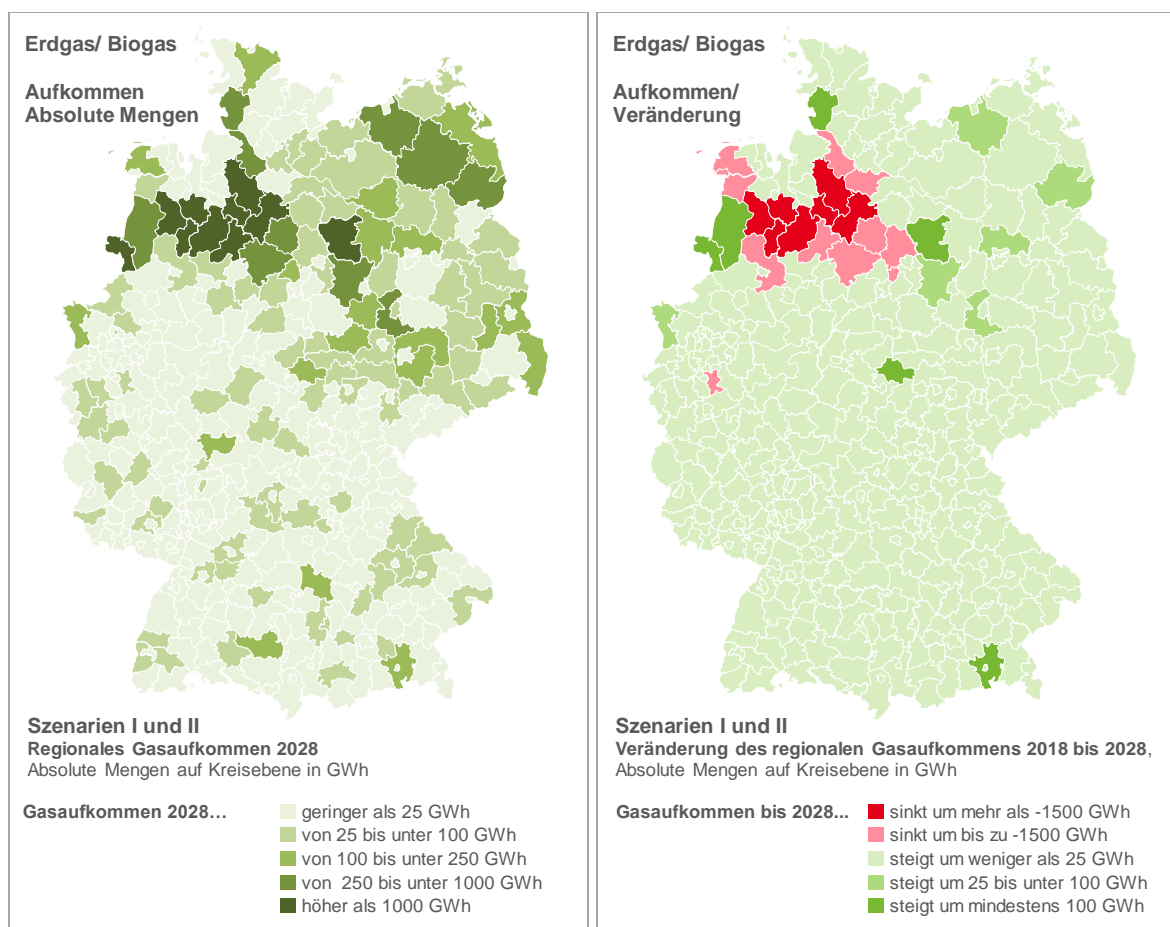 Erdgas/ Biogas
Aufkommen
Absolute Mengen
Szenarien I und II
Regionales Gasaufkommen 2028
Absolute Mengen auf Kreisebene in GWh
Gasaufkommen 2028…
geringer als 25 GWh
von 25 bis unter 100 GWh
von 100 bis unter 250 GWh
von 250 bis unter 1000 GWh
höher als 1000 GWh
Erdgas/ Biogas
Aufkommen/
Veränderung
Szenarien I und II
Veränderung des regionalen Gasaufkommens 2018 bis 2028,
Absolute Mengen auf Kreisebene in GWh
Gasaufkommen bis 2028...
sinkt um mehr als -1500 GWh
sinkt um bis zu -1500 GWh
steigt um weniger als 25 GWh
steigt um 25 bis unter 100 GWh
steigt um mindestens 100 GWh